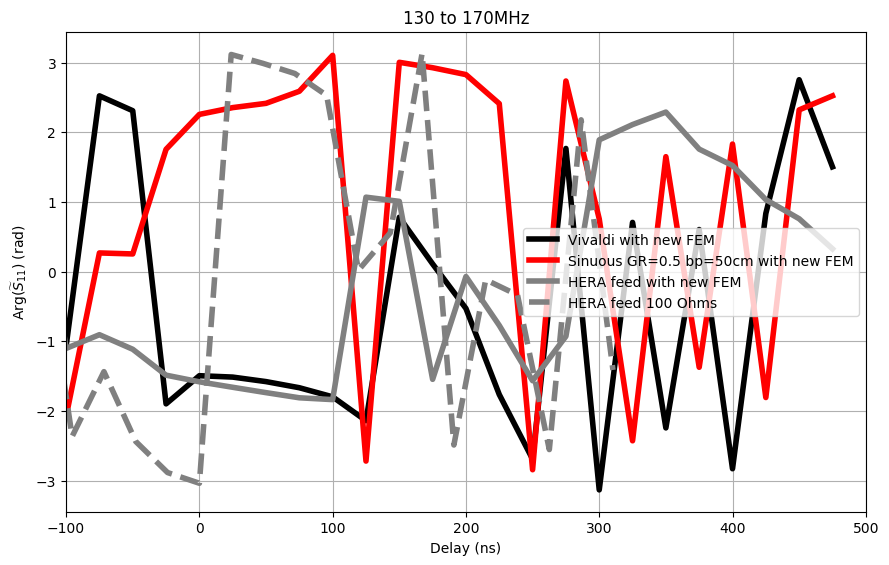 130 to 170MHz
Arg(S̃₁₁) (rad)
3
2
1
0
−1
−2
−3
Vivaldi with new FEM
Sinuous GR=0.5 bp=50cm with new FEM
HERA feed with new FEM
HERA feed 100 Ohms
−100 0 100 200 300 400 500
Delay (ns)